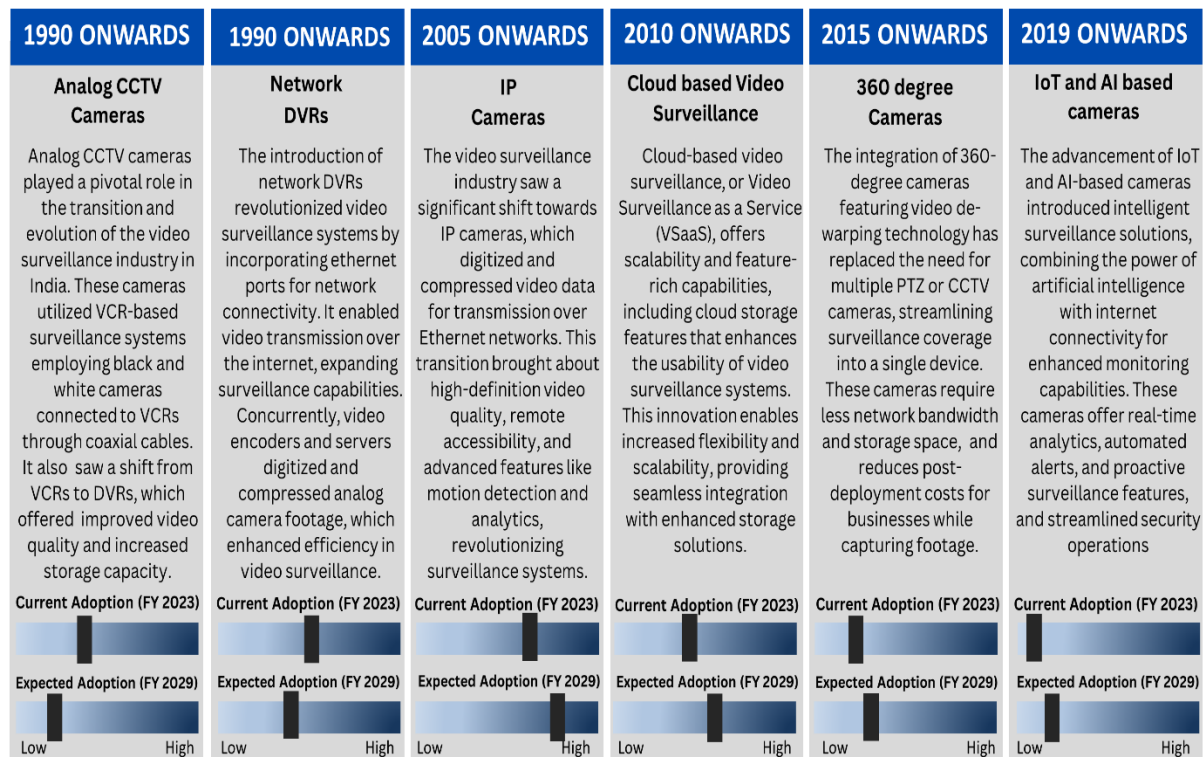 1990 ONWARDS
Analog CCTV
Cameras
Analog CCTV cameras
played a pivotal role in
the transition and
evolution of the video
surveillance industry in
India. These cameras
utilized VCR-based
surveillance systems
employing black and
white cameras
connected to VCRs
through coaxial cables.
It also saw a shift from
VCRs to DVRs, which
offered improved video
quality and increased
storage capacity.
Current Adoption (FY 2023)
Expected Adoption (FY 2029)
Low High
1990 ONWARDS
Network
DVRs
The introduction of
network DVRs
revolutionized video
surveillance systems by
incorporating ethernet
ports for network
connectivity. It enabled
video transmission over
the internet, expanding
surveillance capabilities.
Concurrently, video
encoders and servers
digitized and
compressed analog
camera footage, which
enhanced efficiency in
video surveillance.
Current Adoption (FY 2023)
Expected Adoption (FY 2029)
Low High
2005 ONWARDS
IP
Cameras
The video surveillance
industry saw a
significant shift towards
IP cameras, which
digitized and
compressed video data
for transmission over
Ethernet networks. This
transition brought about
high-definition video
quality, remote
accessibility, and
advanced features like
motion detection and
analytics,
revolutionizing
surveillance systems.
Current Adoption (FY 2023)
Expected Adoption (FY 2029)
Low High
2010 ONWARDS
Cloud based Video
Surveillance
Cloud-based video
surveillance, or Video
Surveillance as a Service
(VSaaS), offers
scalability and feature-
rich capabilities,
including cloud storage
features that enhances
the usability of video
surveillance systems.
This innovation enables
increased flexibility and
scalability, providing
seamless integration
with enhanced storage
solutions.
Current Adoption (FY 2023)
Expected Adoption (FY 2029)
Low High
2015 ONWARDS
360 degree
Cameras
The integration of 360-
degree cameras
featuring video de-
warping technology has
replaced the need for
multiple PTZ or CCTV
cameras, streamlining
surveillance coverage
into a single device.
These cameras require
less network bandwidth
and storage space, and
reduces post-
deployment costs for
businesses while
capturing footage.
Current Adoption (FY 2023)
Expected Adoption (FY 2029)
Low High
2019 ONWARDS
IoT and AI based
cameras
The advancement of IoT
and AI-based cameras
introduced intelligent
surveillance solutions,
combining the power of
artificial intelligence
with internet
connectivity for
enhanced monitoring
capabilities. These
cameras offer real-time
analytics, automated
alerts, and proactive
surveillance features,
and streamlined security
operations
Current Adoption (FY 2023)
Expected Adoption (FY 2029)
Low High